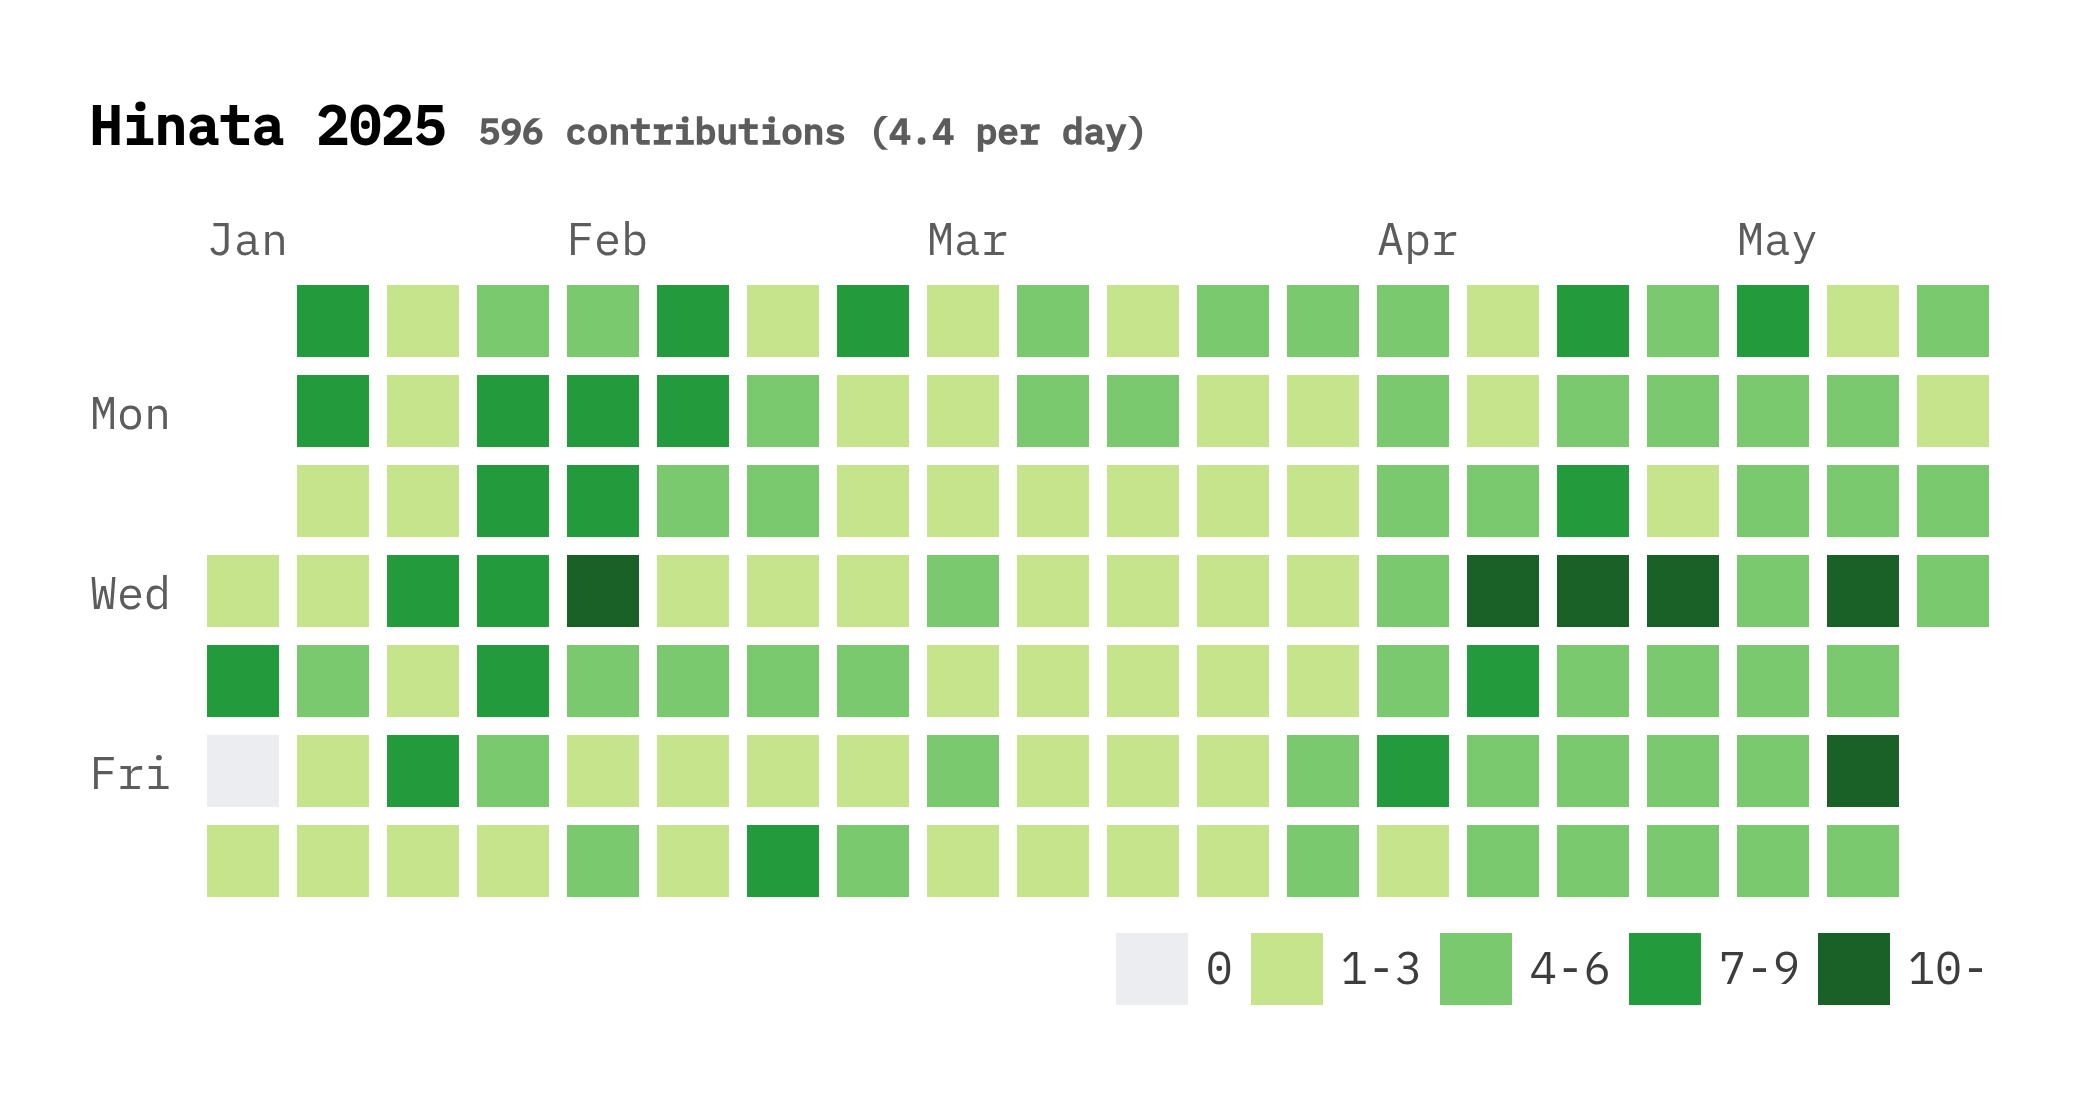 Hinata 2025 596 contributions (4.4 per day)
Jan Feb Mar Apr May
Mon
Wed
Fri
0 1-3 4-6 7-9 10-